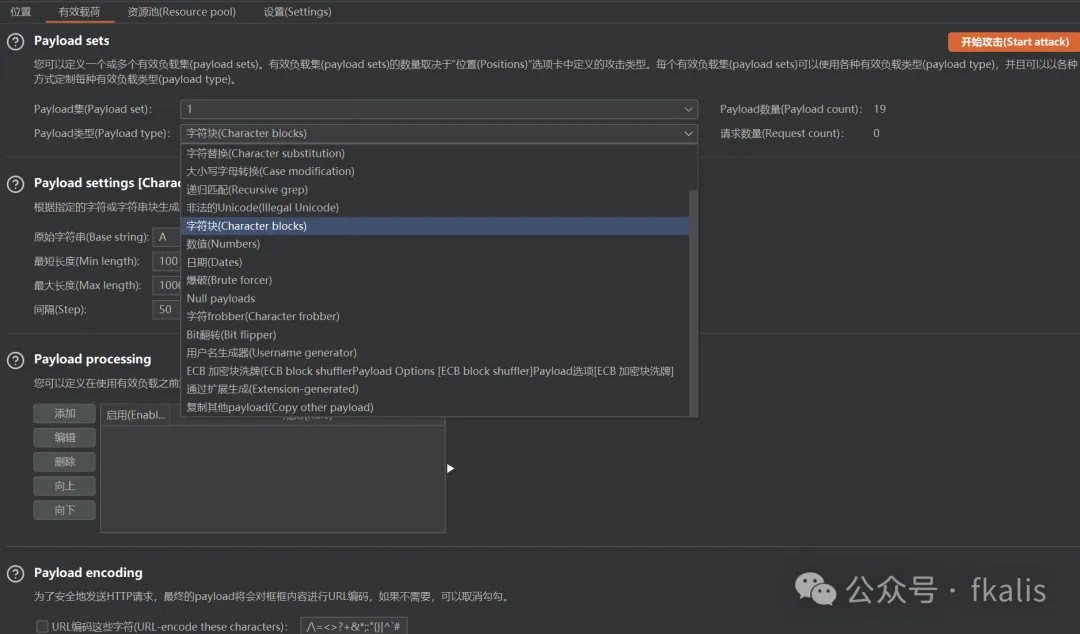 位置 有效载荷 资源池(Resource pool) 设置(Settings)
Payload sets
开始攻击(Start attack)
您可以定义一个或多个有效负载集(payload sets)。有效负载集(payload sets)的数量取决于"位置(Positions)"选项卡中定义的攻击类型。每个有效负载集(payload sets)可以使用各种有效负载类型(payload type)，并且可以以各种
方式定制每种有效负载类型(payload type)。
Payload集(Payload set): 1 Payload数量(Payload count): 19
Payload类型(Payload type): 字符块(Character blocks) 请求数量(Request count): 0
字符替换(Character substitution)
大小写字母转换(Case modification)
递归匹配(Recursive grep)
非法的Unicode(Illegal Unicode)
字符块(Character blocks)
数值(Numbers)
日期(Dates)
爆破(Brute forcer)
Null payloads
字符frobber(Character frobber)
Bit翻转(Bit flipper)
用户名生成器(Username generator)
ECB 加密块洗牌(ECB block shufflerPayload Options [ECB block shuffler]Payload选项[ECB 加密块洗牌]
通过扩展生成(Extension-generated)
复制其他payload(Copy other payload)
Payload settings [Charac
根据指定的字符或字符串块生成
原始字符串(Base string): A
最短长度(Min length): 100
最大长度(Max length): 1000
间隔(Step): 50
Payload processing
您可以定义在使用有效负载之前
添加 启用(Enabl...
编辑
删除
向上
向下
Payload encoding
为了安全地发送HTTP请求，最终的payload将会对框框内容进行URL编码，如果不需要，可以取消勾勾。
URL编码这些字符(URL-encode these characters): /\=<>?+&*;:"{}|^`#
公众号 · fkalis